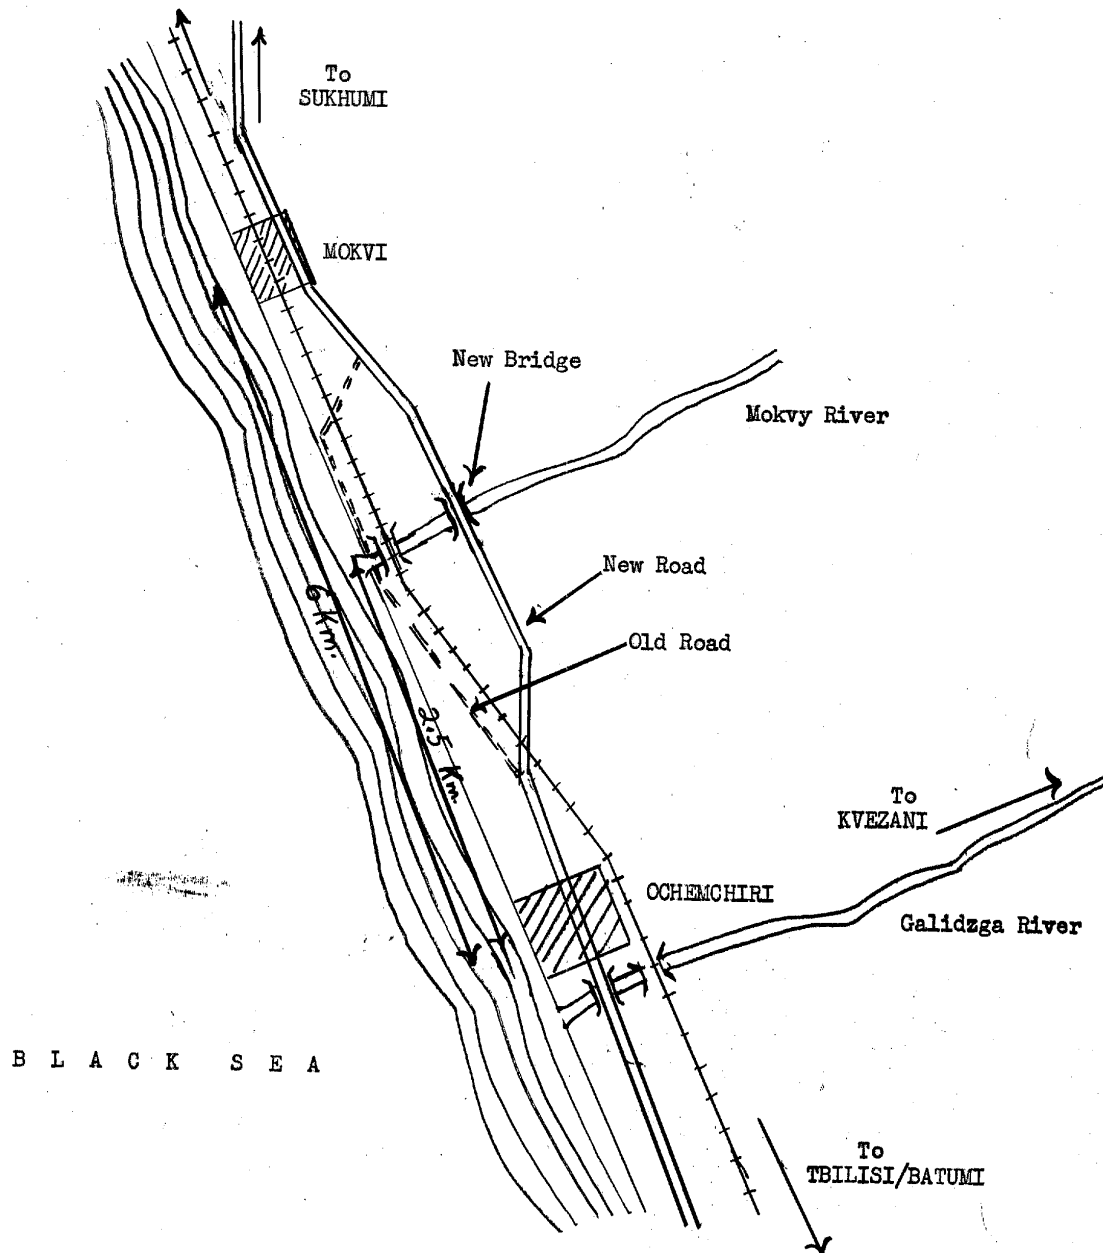 To
SUKHUMI
MOKVI
New Bridge
Mokvy River
New Road
Old Road
6 km.
2.5 Km.
To
KVEZANI
OCHEMCHIRI
Galidzga River
B L A C K S E A
To
TBILISI/BATUMI